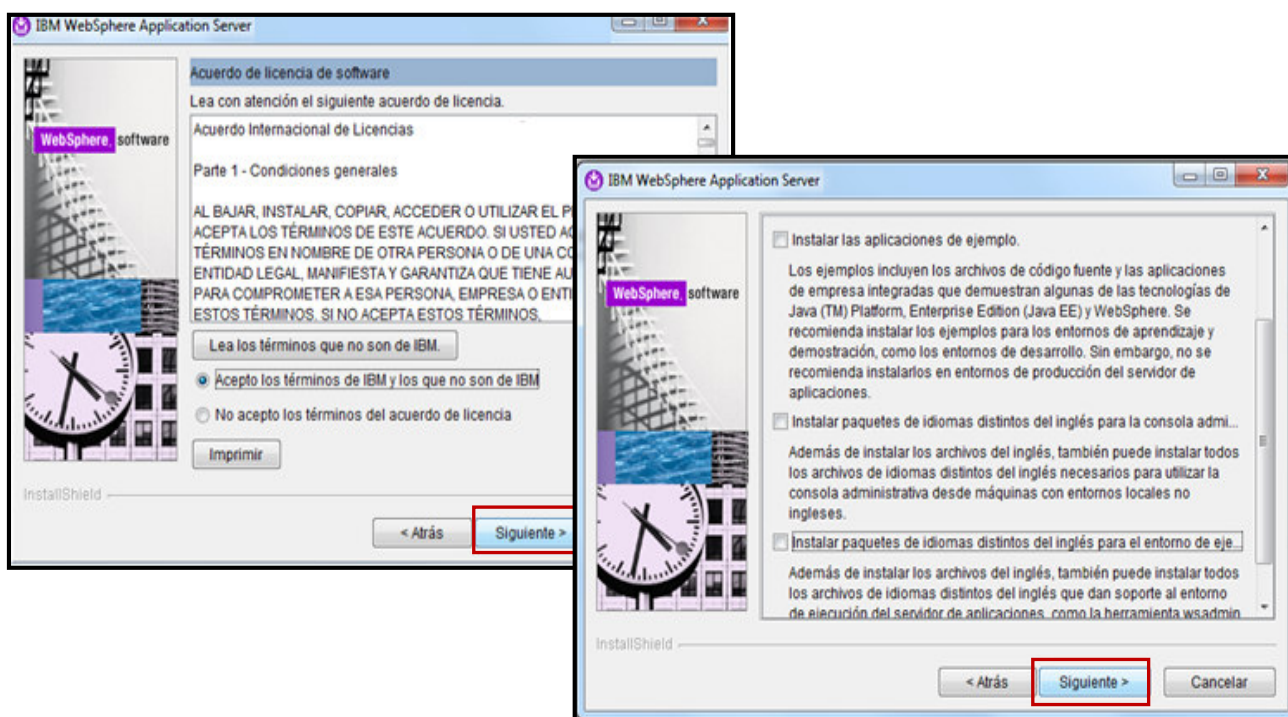 IBM WebSphere Application Server
WebSphere. software
Acuerdo de licencia de software
Lea con atención el siguiente acuerdo de licencia.
Acuerdo Internacional de Licencias
Parte 1 - Condiciones generales
AL BAJAR, INSTALAR, COPIAR, ACCEDER O UTILIZAR EL
ACEPTA LOS TÉRMINOS DE ESTE ACUERDO. SI USTED
TÉRMINOS EN NOMBRE DE OTRA PERSONA O DE UNA
ENTIDAD LEGAL, MANIFIESTA Y GARANTIZA QUE TIENE
PARA COMPROMETER A ESA PERSONA, EMPRESA O
ESTOS TÉRMINOS. SI NO ACEPTA ESTOS TÉRMINOS,
Lea los términos que no son de IBM.
Acepto los términos de IBM y los que no son de IBM
No acepto los términos del acuerdo de licencia
Imprimir
InstallShield
< Atrás
Siguiente >
IBM WebSphere Application Server
WebSphere. software
Instalar las aplicaciones de ejemplo.
Los ejemplos incluyen los archivos de código fuente y las aplicaciones
de empresa integradas que demuestran algunas de las tecnologías de
Java (TM) Platform, Enterprise Edition (Java EE) y WebSphere. Se
recomienda instalar los ejemplos para los entornos de aprendizaje y
demostración, como los entornos de desarrollo. Sin embargo, no se
recomienda instalarlos en entornos de producción del servidor de
aplicaciones.
Instalar paquetes de idiomas distintos del inglés para la consola admi...
Además de instalar los archivos del inglés, también puede instalar todos
los archivos de idiomas distintos del inglés necesarios para utilizar la
consola administrativa desde máquinas con entornos locales no
ingleses.
Instalar paquetes de idiomas distintos del inglés para el entorno de eje...
Además de instalar los archivos del inglés, también puede instalar todos
los archivos de idiomas distintos del inglés que dan soporte al entorno
de ejecución del servidor de aplicaciones, como la herramienta wsadmin
InstallShield
< Atrás
Siguiente >
Cancelar